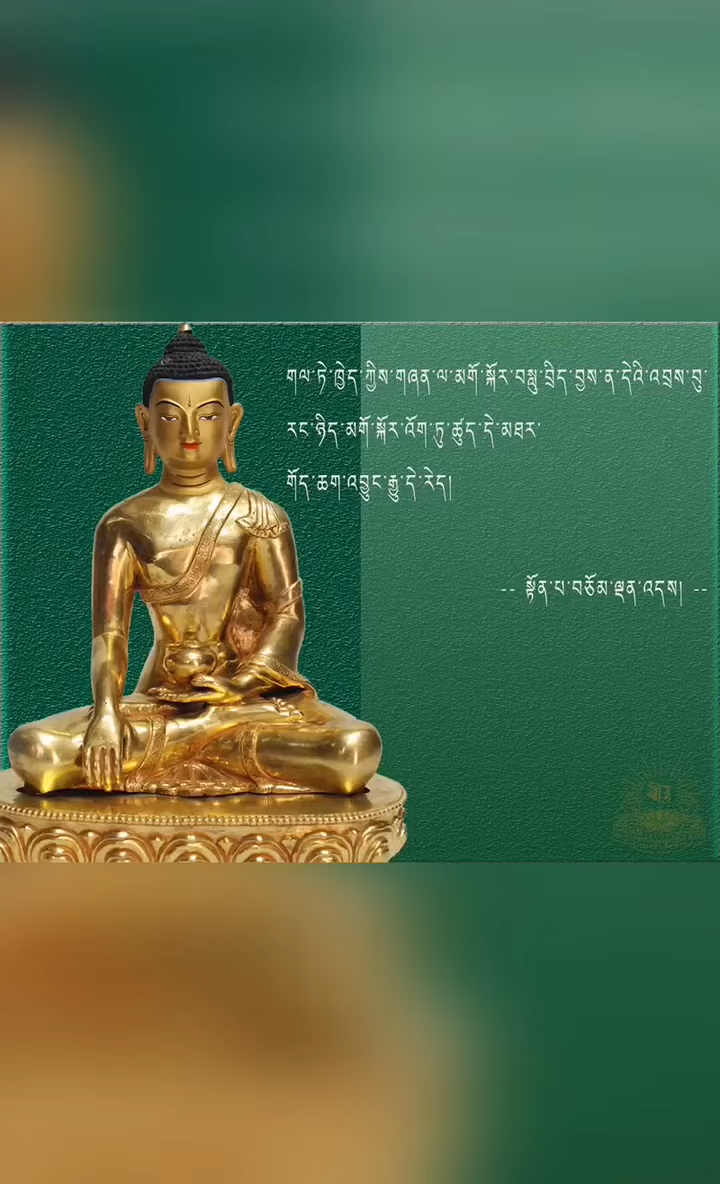 གལ་ཏེ་ཁྱེད་ཀྱིས་གཞན་ལ་མགོ་སྐོར་བསླུ་བྲིད་བྱས་ན་དེའི་འབྲས་བུ་
རང་ཉིད་མགོ་སྐོར་འོག་ཏུ་ཚུད་དེ་མཐར་
གོད་ཆག་འབྱུང་རྒྱུ་དེ་རེད།
-- སྟོན་པ་བཅོམ་ལྡན་འདས། --